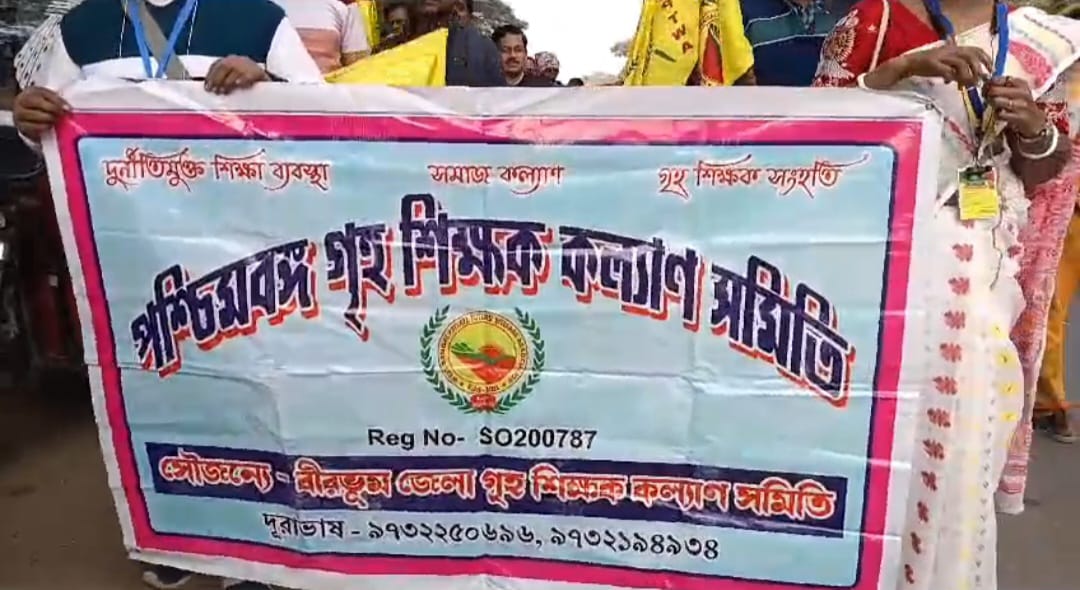 দুর্নীতিমুক্ত শিক্ষা ব্যবস্থা
সমাজ কল্যাণ
গৃহ শিক্ষক সংহতি
পশ্চিমবঙ্গ গৃহ শিক্ষক কল্যাণ সমিতি
Reg No- SO200787
সৌজন্যে - বীরভূম জেলা গৃহ শিক্ষক কল্যাণ সমিতি
দূরাভাষ - ৯৭৩২২৫০৬৯৬, ৯৭৩২১৯৪৯৩৪